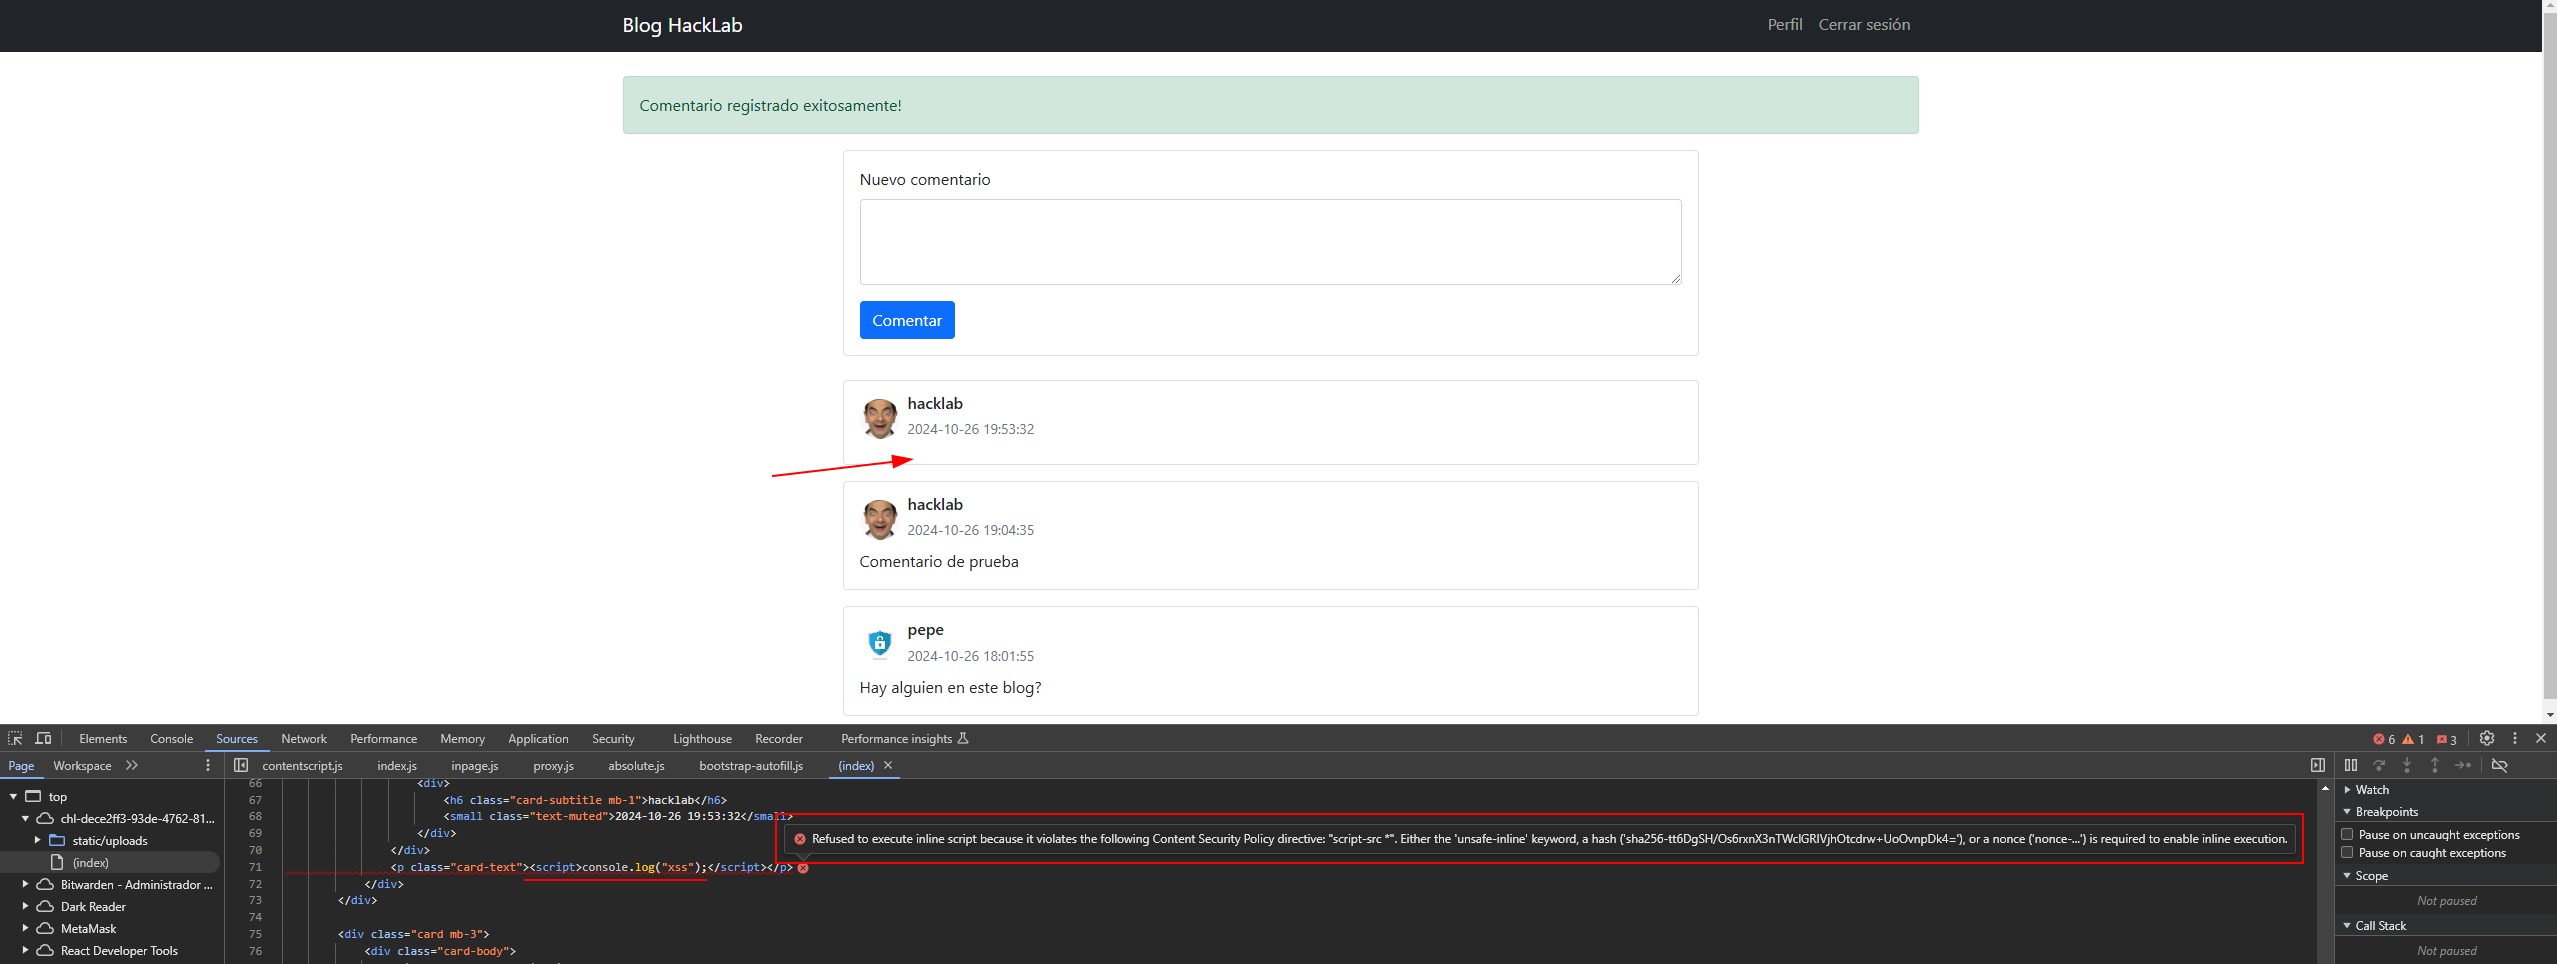 Blog HackLab
Perfil Cerrar sesión
Comentario registrado exitosamente!
Nuevo comentario
Comentar
hacklab
2024-10-26 19:53:32
hacklab
2024-10-26 19:04:35
Comentario de prueba
pepe
2024-10-26 18:01:55
Hay alguien en este blog?
Elements Console Sources Network Performance Memory Application Security Lighthouse Recorder Performance insights 6 1 3
Page Workspace contentscript.js index.js inpage.js proxy.js absolute.js bootstrap-autofill.js (index)
top
chl-dece2ff3-93de-4762-81...
static/uploads
(index)
Bitwarden - Administrador ...
Dark Reader
MetaMask
React Developer Tools
66 <div>
67 <h6 class="card-subtitle mb-1">hacklab</h6>
68 <small class="text-muted">2024-10-26 19:53:32</small>
69 </div>
70 </div>
71 <p class="card-text"><script>console.log("xss");</script></p>
72 </div>
73 </div>
74
75 <div class="card mb-3">
76 <div class="card-body">
Refused to execute inline script because it violates the following Content Security Policy directive: "script-src *". Either the 'unsafe-inline' keyword, a hash ('sha256-tt6DgSH/Os6rxnX3nTWclGRIVjhOtcdrw+UoOvnpDk4='), or a nonce ('nonce-...') is required to enable inline execution.
Watch
Breakpoints
Pause on uncaught exceptions
Pause on caught exceptions
Scope
Not paused
Call Stack
Not paused